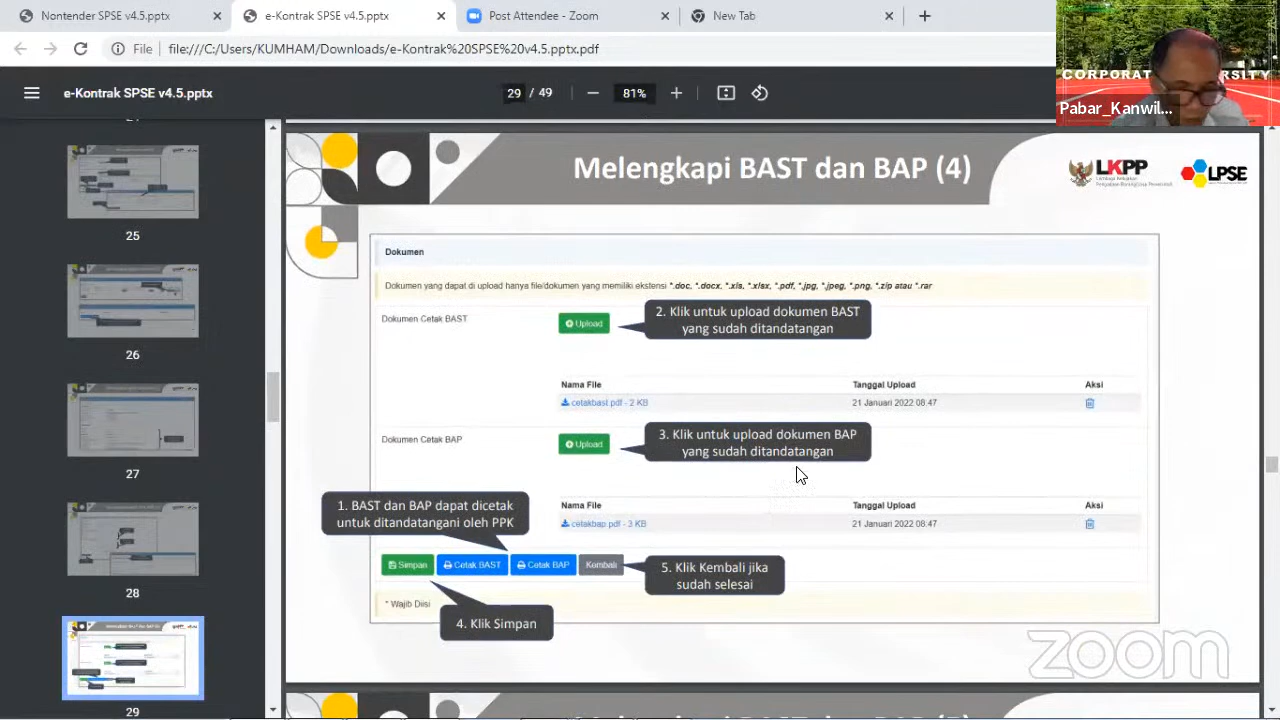 Nontender SPSE v4.5.pptx
e-Kontrak SPSE v4.5.pptx
Post Attendee - Zoom
New Tab
File
file:///C:/Users/KUMHAM/Downloads/e-Kontrak%20SPSE%20v4.5.pptx.pdf
e-Kontrak SPSE v4.5.pptx
29 / 49
81%
Pabar_Kanwil...
25
26
27
28
29
Melengkapi BAST dan BAP (4)
LKPP
LPSE
Dokumen
Dokumen yang dapat di upload hanya file/dokumen yang memiliki ekstensi *.doc, *.docx, *.xls, *.xlsx, *.pdf, *.jpg, *.jpeg, *.png, *.zip atau *.rar
Dokumen Cetak BAST
Upload
2. Klik untuk upload dokumen BAST
yang sudah ditandatangan
Nama File Tanggal Upload Aksi
cetakbast.pdf - 2 KB 21 Januari 2022 08:47
Dokumen Cetak BAP
Upload
3. Klik untuk upload dokumen BAP
yang sudah ditandatangan
1. BAST dan BAP dapat dicetak
untuk ditandatangani oleh PPK
Nama File Tanggal Upload Aksi
cetakbap.pdf - 3 KB 21 Januari 2022 08:47
Simpan Cetak BAST Cetak BAP Kembali
5. Klik Kembali jika
sudah selesai
* Wajib Diisi
4. Klik Simpan
zoom